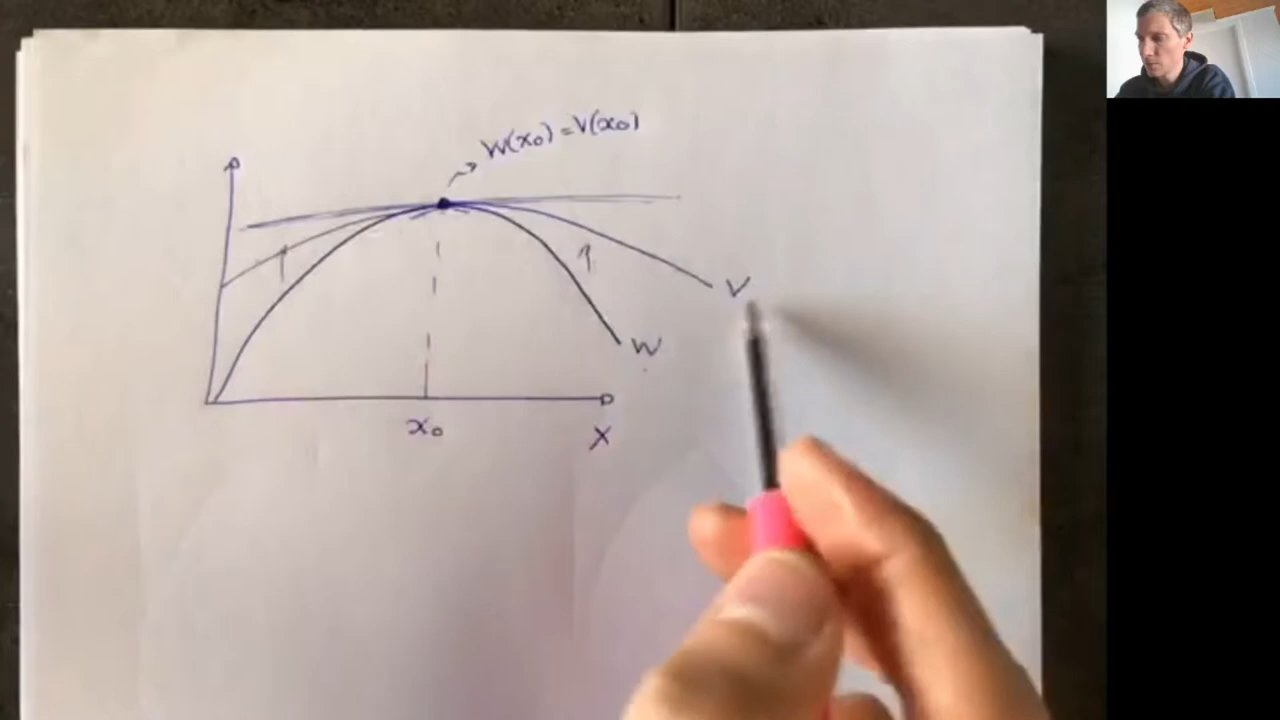 W(x₀) = V(x₀)
V
W
x₀
X